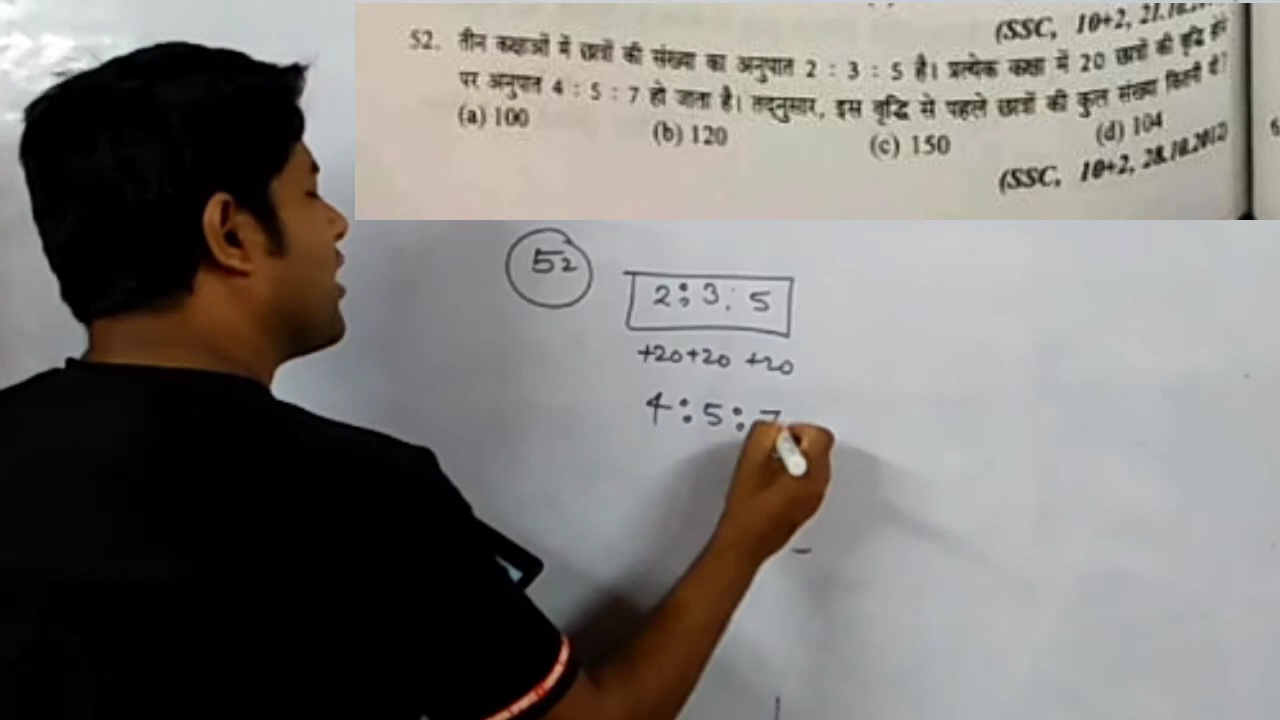 (SSC, 10+2, 21.10.
52. तीन कक्षाओं में छात्रों की संख्या का अनुपात 2 : 3 : 5 है। प्रत्येक कक्षा में 20 छात्रों की वृद्धि होने
पर अनुपात 4 : 5 : 7 हो जाता है। तद्नुसार, इस वृद्धि से पहले छात्रों की कुल संख्या कितनी थी?
(a) 100 (b) 120 (c) 150 (d) 104
(SSC, 10+2, 28.10.2012)
52
2 : 3 : 5
+20 +20 +20
4 : 5 : 7